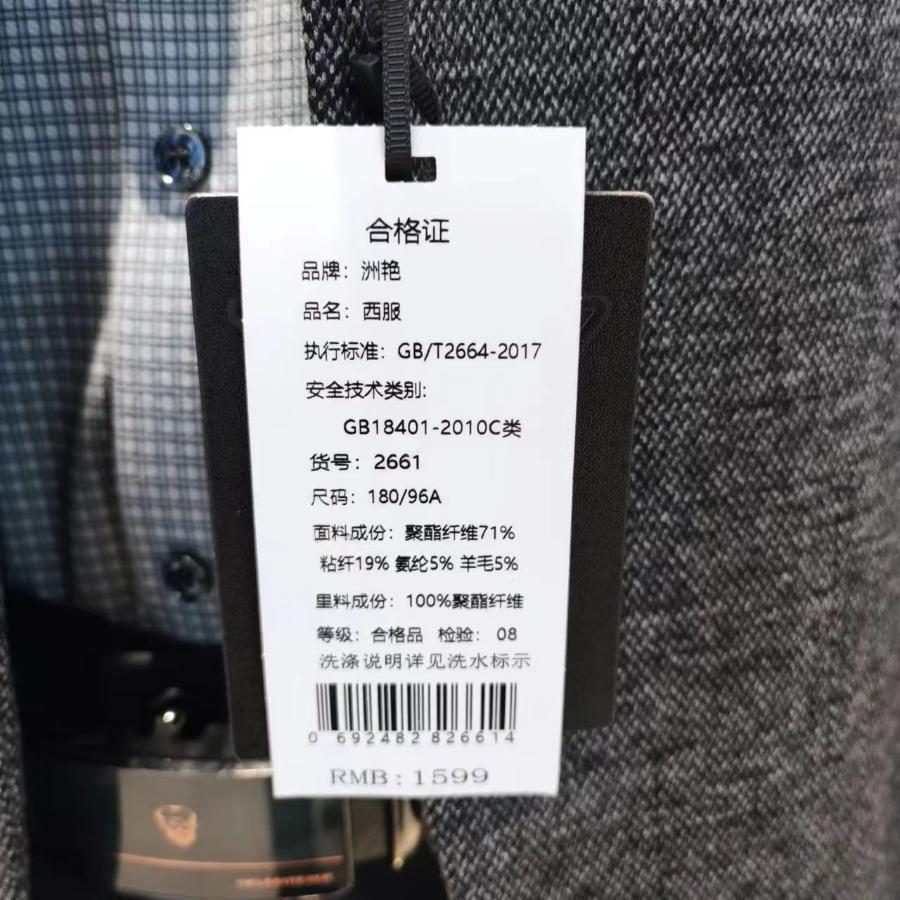 合格证
品牌：洲艳
品名：西服
执行标准：GB/T2664-2017
安全技术类别：
GB18401-2010C类
货号：2661
尺码：180/96A
面料成份：聚酯纤维71%
粘纤19% 氨纶5% 羊毛5%
里料成份：100%聚酯纤维
等级：合格品 检验：08
洗涤说明详见洗水标示
0 692482 826614
RMB:1599